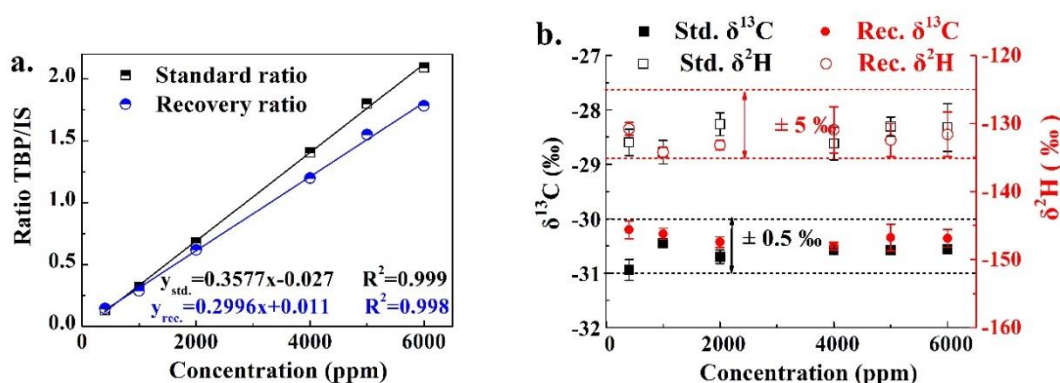 a.
Standard ratio
Recovery ratio
y_std.=0.3577x-0.027 R²=0.999
y_rec.=0.2996x+0.011 R²=0.998
Ratio TBP/IS
2.0
1.5
1.0
0.5
0.0
0 2000 4000 6000
Concentration (ppm)
b.
Std. δ¹³C Rec. δ¹³C
Std. δ²H Rec. δ²H
± 5 ‰
± 0.5 ‰
δ¹³C (‰)
-27
-28
-29
-30
-31
-32
0 2000 4000 6000
Concentration (ppm)
-120
-130
-140
-150
-160
δ²H ( ‰)